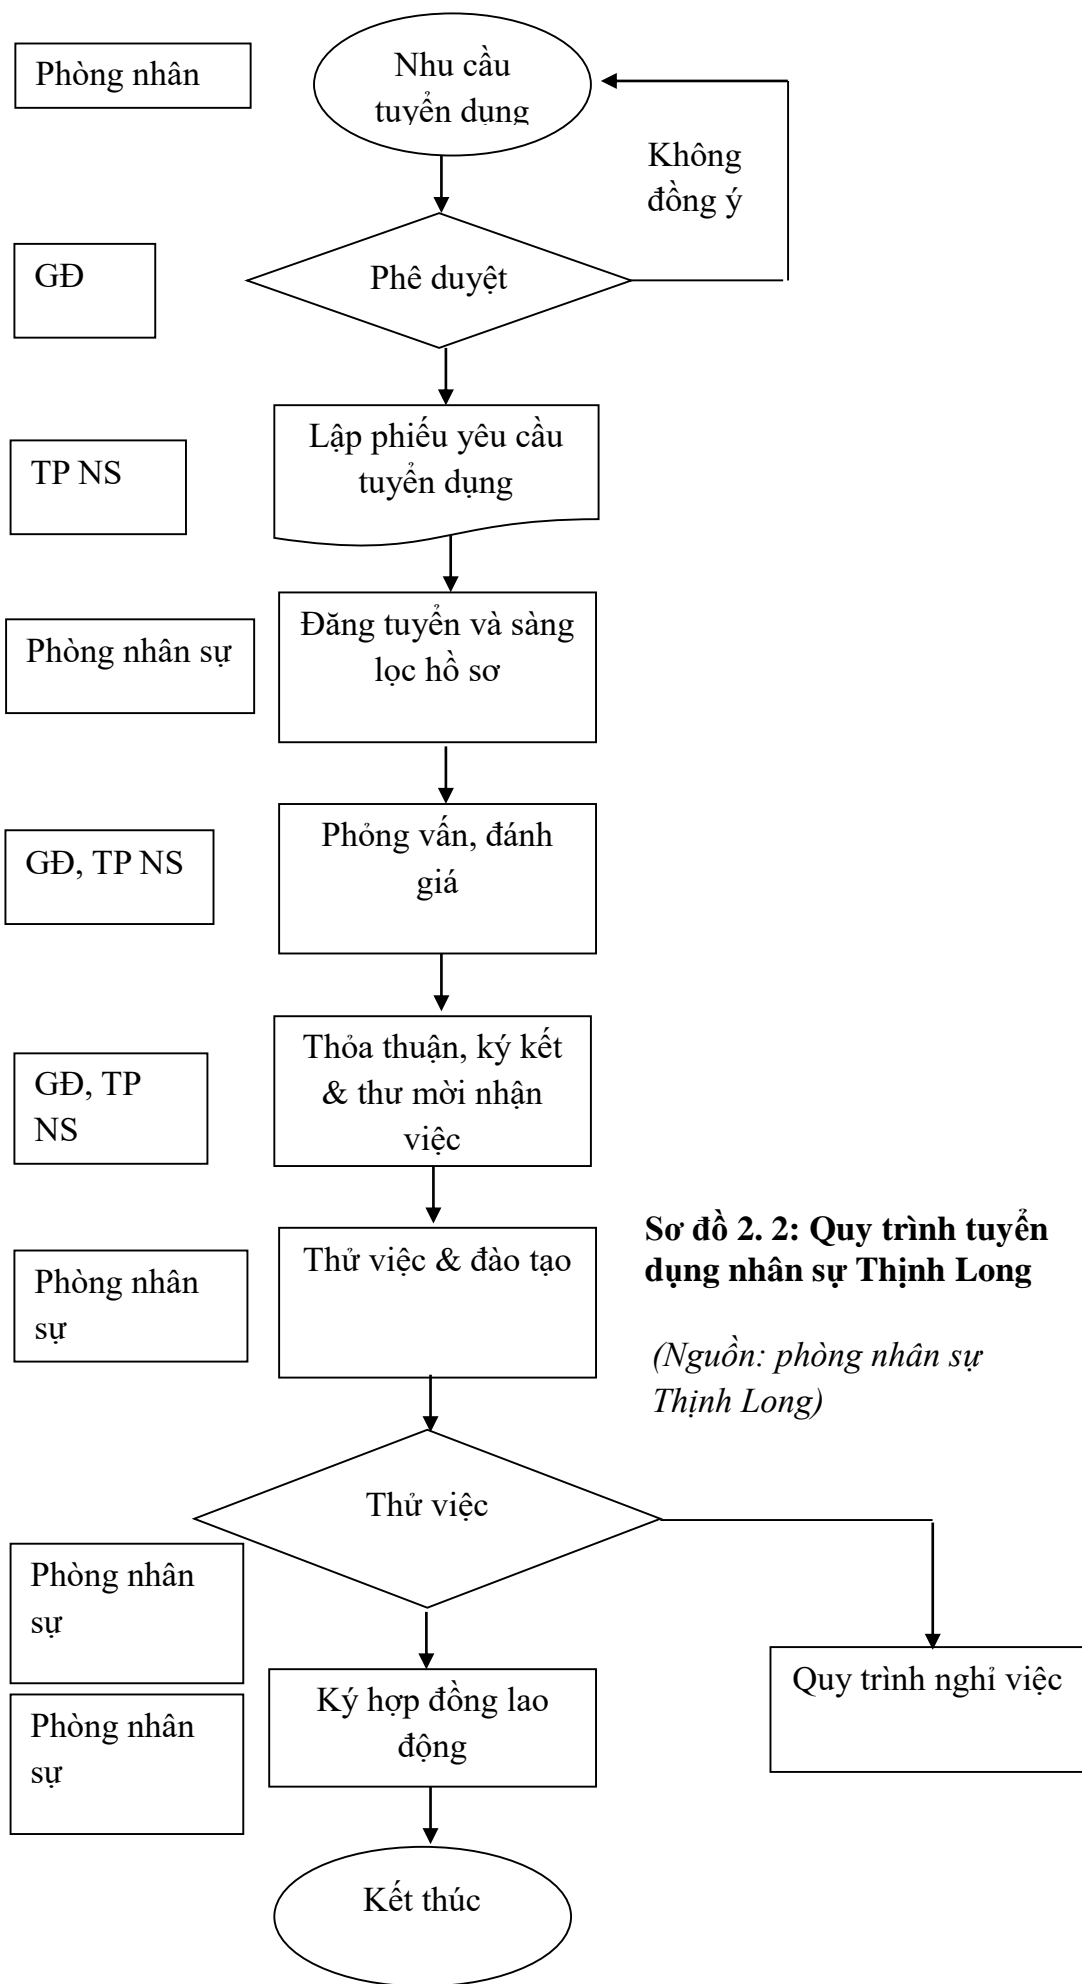 Phòng nhân
Nhu cầu
tuyển dụng
Không
đồng ý
GĐ
Phê duyệt
TP NS
Lập phiếu yêu cầu
tuyển dụng
Phòng nhân sự
Đăng tuyển và sàng
lọc hồ sơ
GĐ, TP NS
Phỏng vấn, đánh
giá
GĐ, TP
NS
Thỏa thuận, ký kết
& thư mời nhận
việc
Phòng nhân
sự
Thử việc & đào tạo
Sơ đồ 2. 2: Quy trình tuyển
dụng nhân sự Thịnh Long
(Nguồn: phòng nhân sự
Thịnh Long)
Thử việc
Phòng nhân
sự
Quy trình nghỉ việc
Phòng nhân
sự
Ký hợp đồng lao
động
Kết thúc